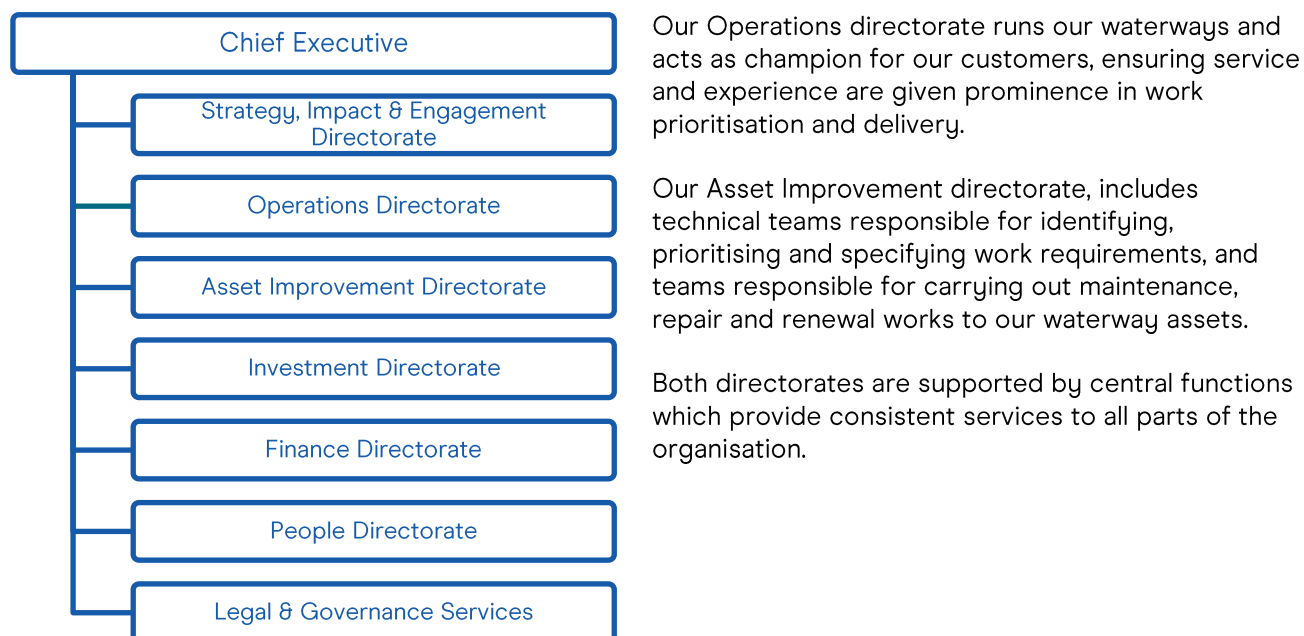 Chief Executive
Strategy, Impact & Engagement
Directorate
Operations Directorate
Asset Improvement Directorate
Investment Directorate
Finance Directorate
People Directorate
Legal & Governance Services
Our Operations directorate runs our waterways and
acts as champion for our customers, ensuring service
and experience are given prominence in work
prioritisation and delivery.
Our Asset Improvement directorate, includes
technical teams responsible for identifying,
prioritising and specifying work requirements, and
teams responsible for carrying out maintenance,
repair and renewal works to our waterway assets.
Both directorates are supported by central functions
which provide consistent services to all parts of the
organisation.